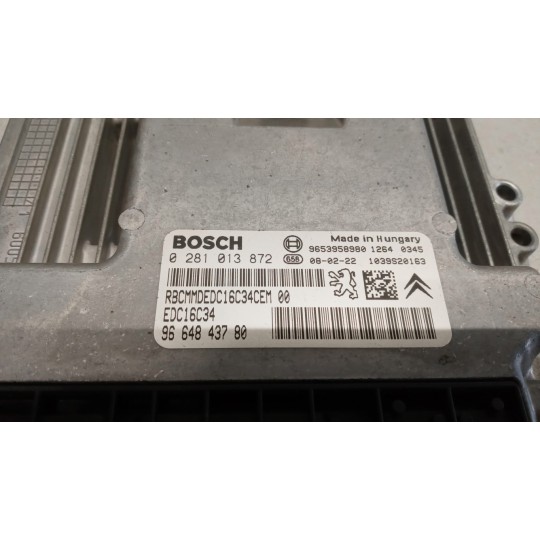 BOSCH
Made in Hungary
9653958980 1264 0345
0 281 013 872
656 08-02-22 1039S20163
RBCMMDEDC16C34CEM 00
EDC16C34
96 648 437 80